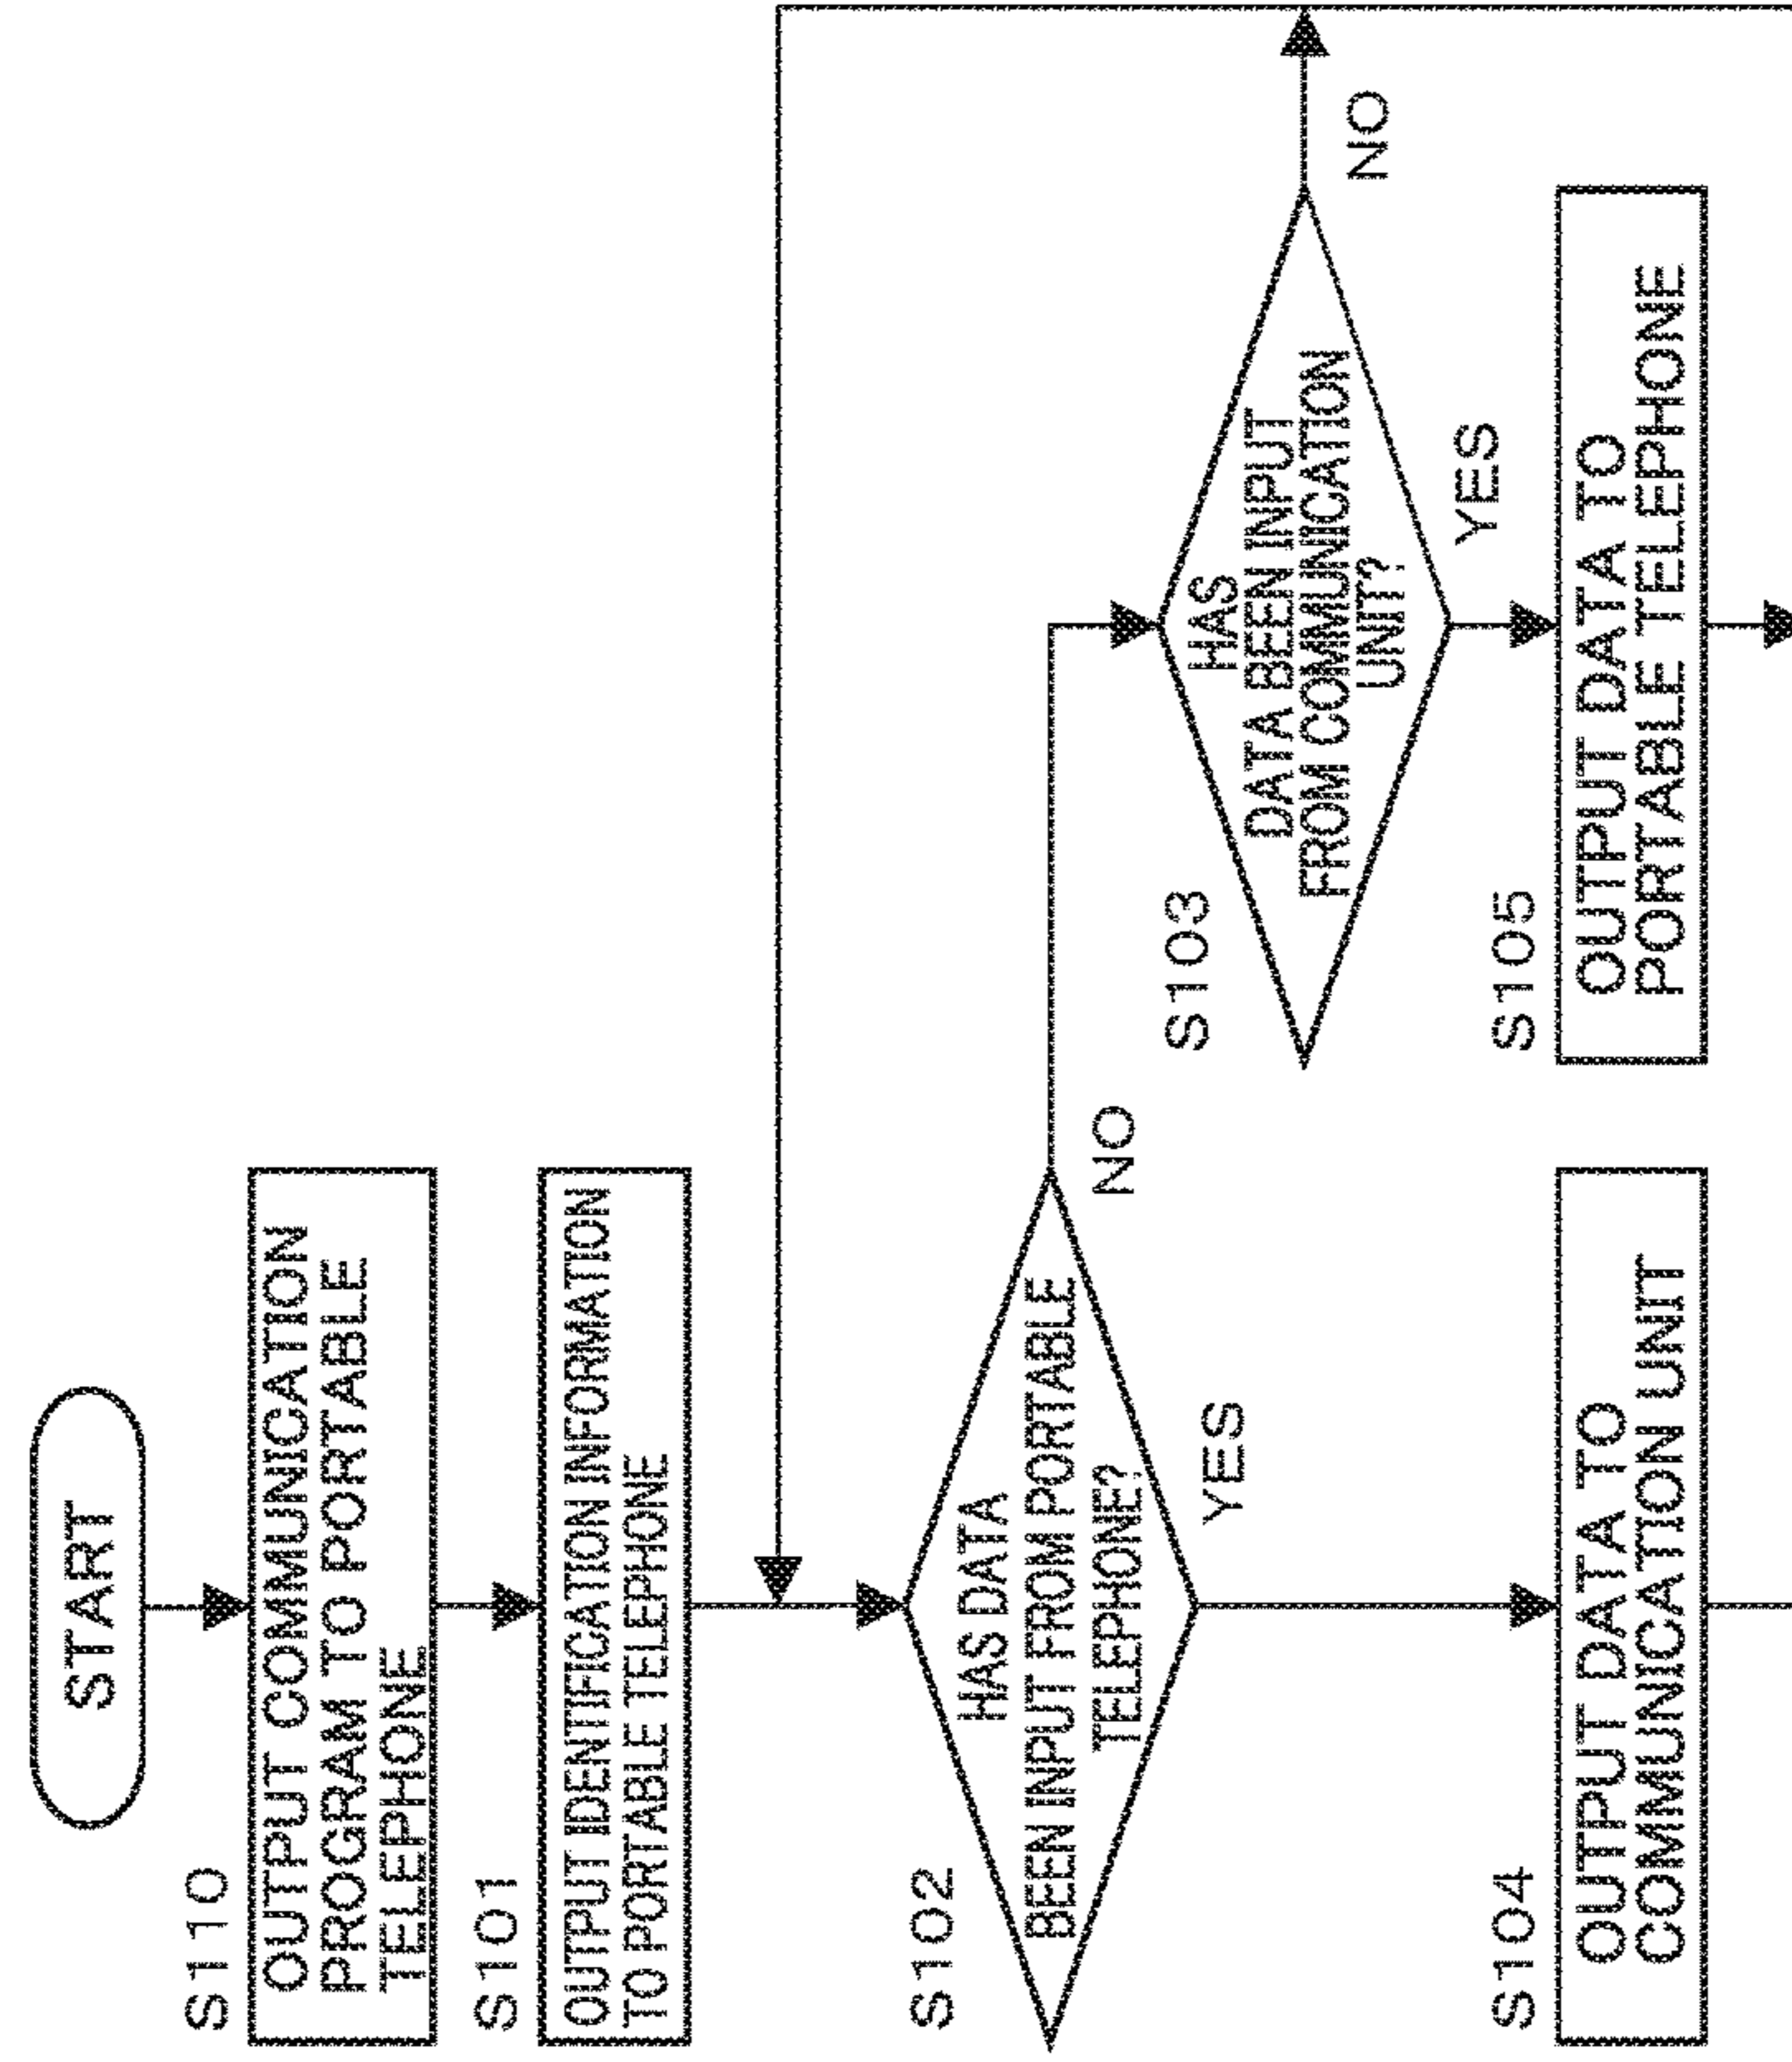 START
S110
OUTPUT COMMUNICATION
PROGRAM TO PORTABLE
TELEPHONE
S101
OUTPUT IDENTIFICATION INFORMATION
TO PORTABLE TELEPHONE
S102
HAS DATA
BEEN INPUT FROM PORTABLE
TELEPHONE?
NO
YES
S103
HAS
DATA BEEN INPUT
FROM COMMUNICATION
UNIT?
NO
YES
S104
OUTPUT DATA TO
COMMUNICATION UNIT
S105
OUTPUT DATA TO
PORTABLE TELEPHONE